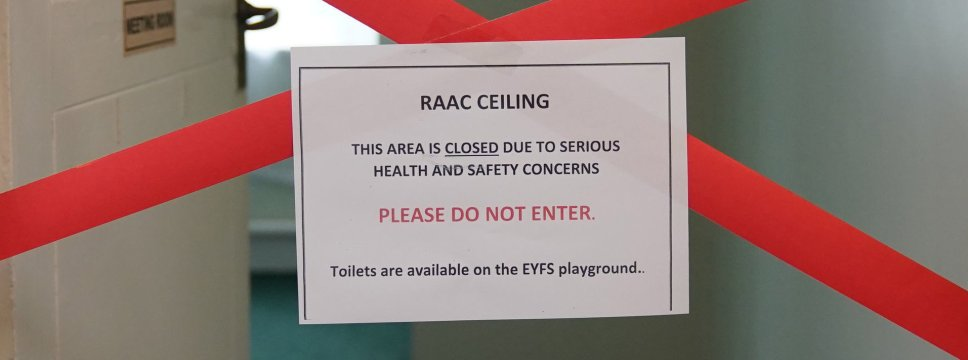 MEETING ROOM
RAAC CEILING
THIS AREA IS CLOSED DUE TO SERIOUS
HEALTH AND SAFETY CONCERNS
PLEASE DO NOT ENTER.
Toilets are available on the EYFS playground..